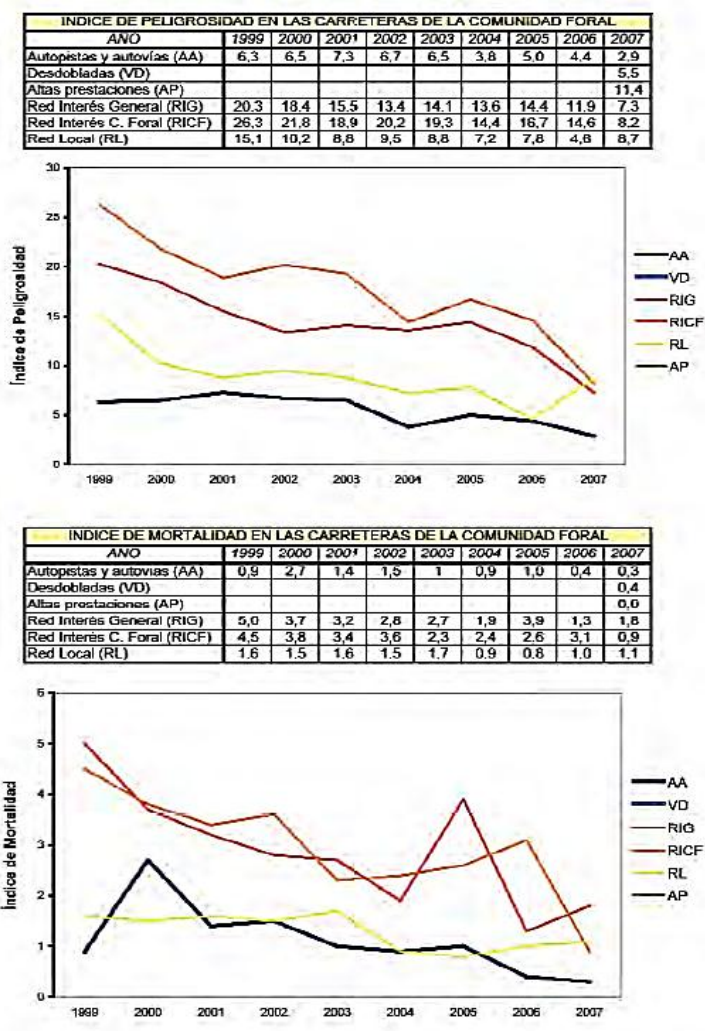 INDICE DE PELIGROSIDAD EN LAS CARRETERAS DE LA COMUNIDAD FORAL
ANO 1999 2000 2001 2002 2003 2004 2005 2006 2007
Autopistas y autovías (AA) 6,3 6,5 7,3 6,7 6,5 3,8 5,0 4,4 2,9
Desdobladas (VD) 5,5
Altas prestaciones (AP) 11,4
Red Interés General (RIG) 20,3 18,4 15,5 13,4 14,1 13,6 14,4 11,9 7,3
Red Interés C. Foral (RICF) 26,3 21,8 18,9 20,2 19,3 14,4 16,7 14,6 8,2
Red Local (RL) 15,1 10,2 8,8 9,5 8,8 7,2 7,8 4,6 8,7
30
25
20
15
10
5
0
Índice de Peligrosidad
1999 2000 2001 2002 2003 2004 2005 2006 2007
AA
VD
RIG
RICF
RL
AP
INDICE DE MORTALIDAD EN LAS CARRETERAS DE LA COMUNIDAD FORAL
ANO 1999 2000 2001 2002 2003 2004 2005 2006 2007
Autopistas y autovías (AA) 0,9 2,7 1,4 1,5 1 0,9 1,0 0,4 0,3
Desdobladas (VD) 0,4
Altas prestaciones (AP) 0,0
Red Interés General (RIG) 5,0 3,7 3,2 2,8 2,7 1,9 3,9 1,3 1,8
Red Interés C. Foral (RICF) 4,5 3,8 3,4 3,6 2,3 2,4 2,6 3,1 0,9
Red Local (RL) 1,6 1,5 1,6 1,5 1,7 0,9 0,8 1,0 1,1
6
5
4
3
2
1
0
Índice de Mortalidad
1999 2000 2001 2002 2003 2004 2005 2006 2007
AA
VD
RIG
RICF
RL
AP